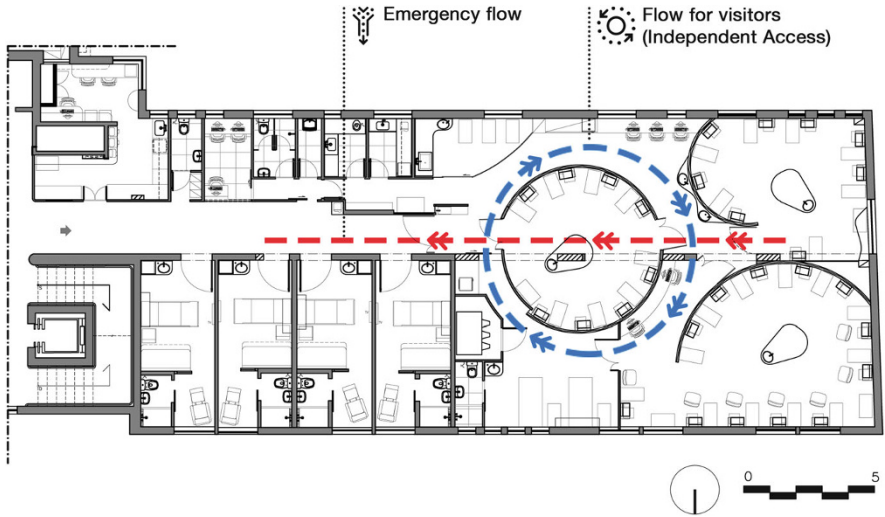 Emergency flow
Flow for visitors
(Independent Access)
0 5